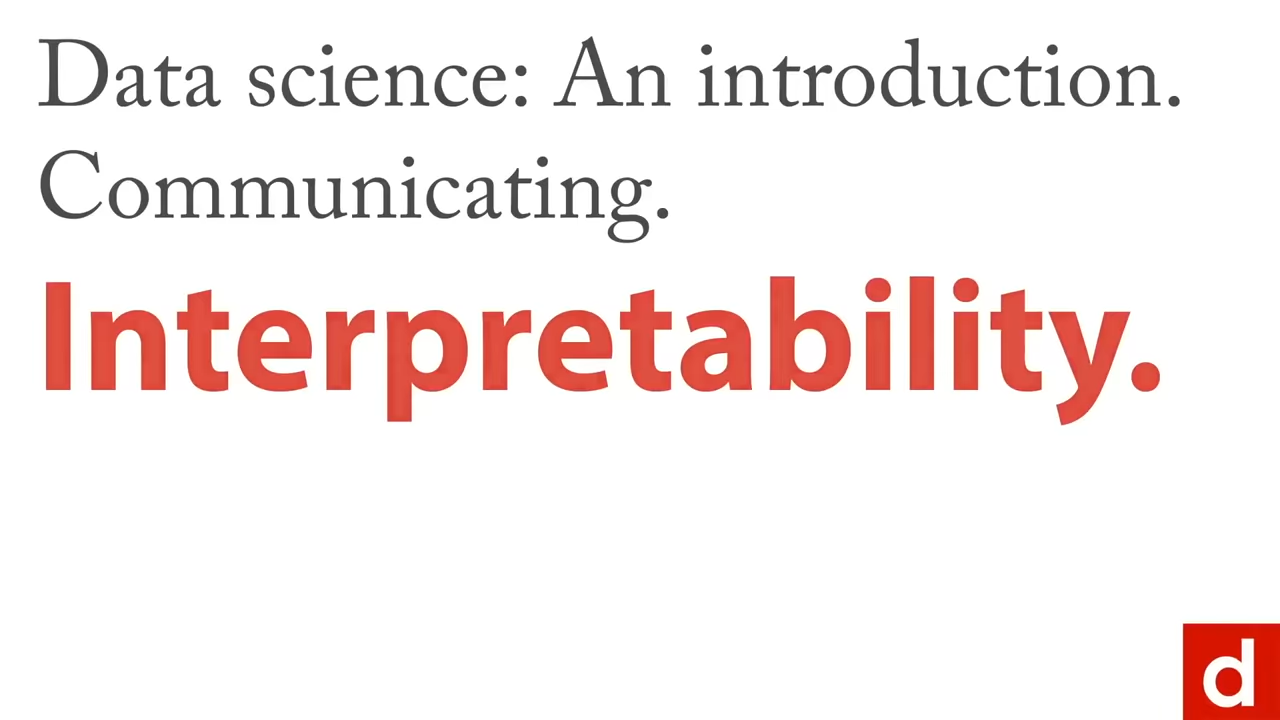 Data science: An introduction.
Communicating.
Interpretability.
d